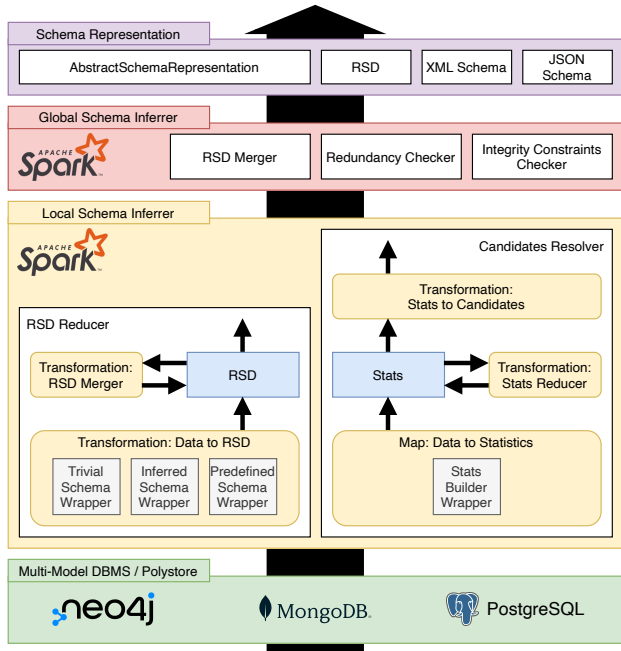 Schema Representation
AbstractSchemaRepresentation
RSD
XML Schema
JSON
Schema
Global Schema Inferrer
APACHE
Spark™
RSD Merger
Redundancy Checker
Integrity Constraints
Checker
Local Schema Inferrer
APACHE
Spark™
Candidates Resolver
Transformation:
Stats to Candidates
RSD Reducer
Transformation:
RSD Merger
RSD
Stats
Transformation:
Stats Reducer
Transformation: Data to RSD
Trivial
Schema
Wrapper
Inferred
Schema
Wrapper
Predefined
Schema
Wrapper
Map: Data to Statistics
Stats
Builder
Wrapper
Multi-Model DBMS / Polystore
neo4j
MongoDB.
PostgreSQL